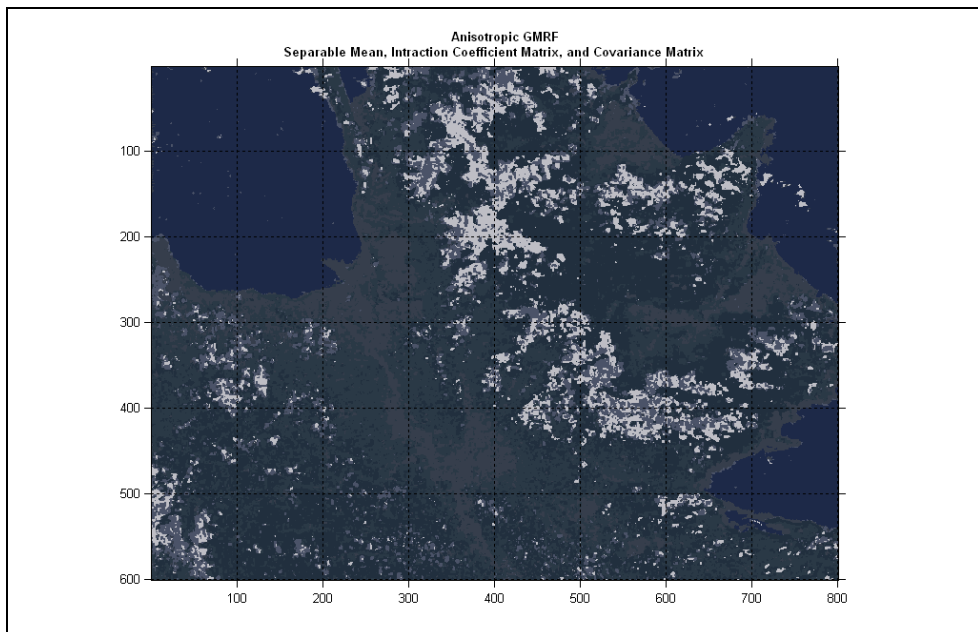 Anisotropic GMRF
Separable Mean, Intraction Coefficient Matrix, and Covariance Matrix
100
200
300
400
500
600
100 200 300 400 500 600 700 800